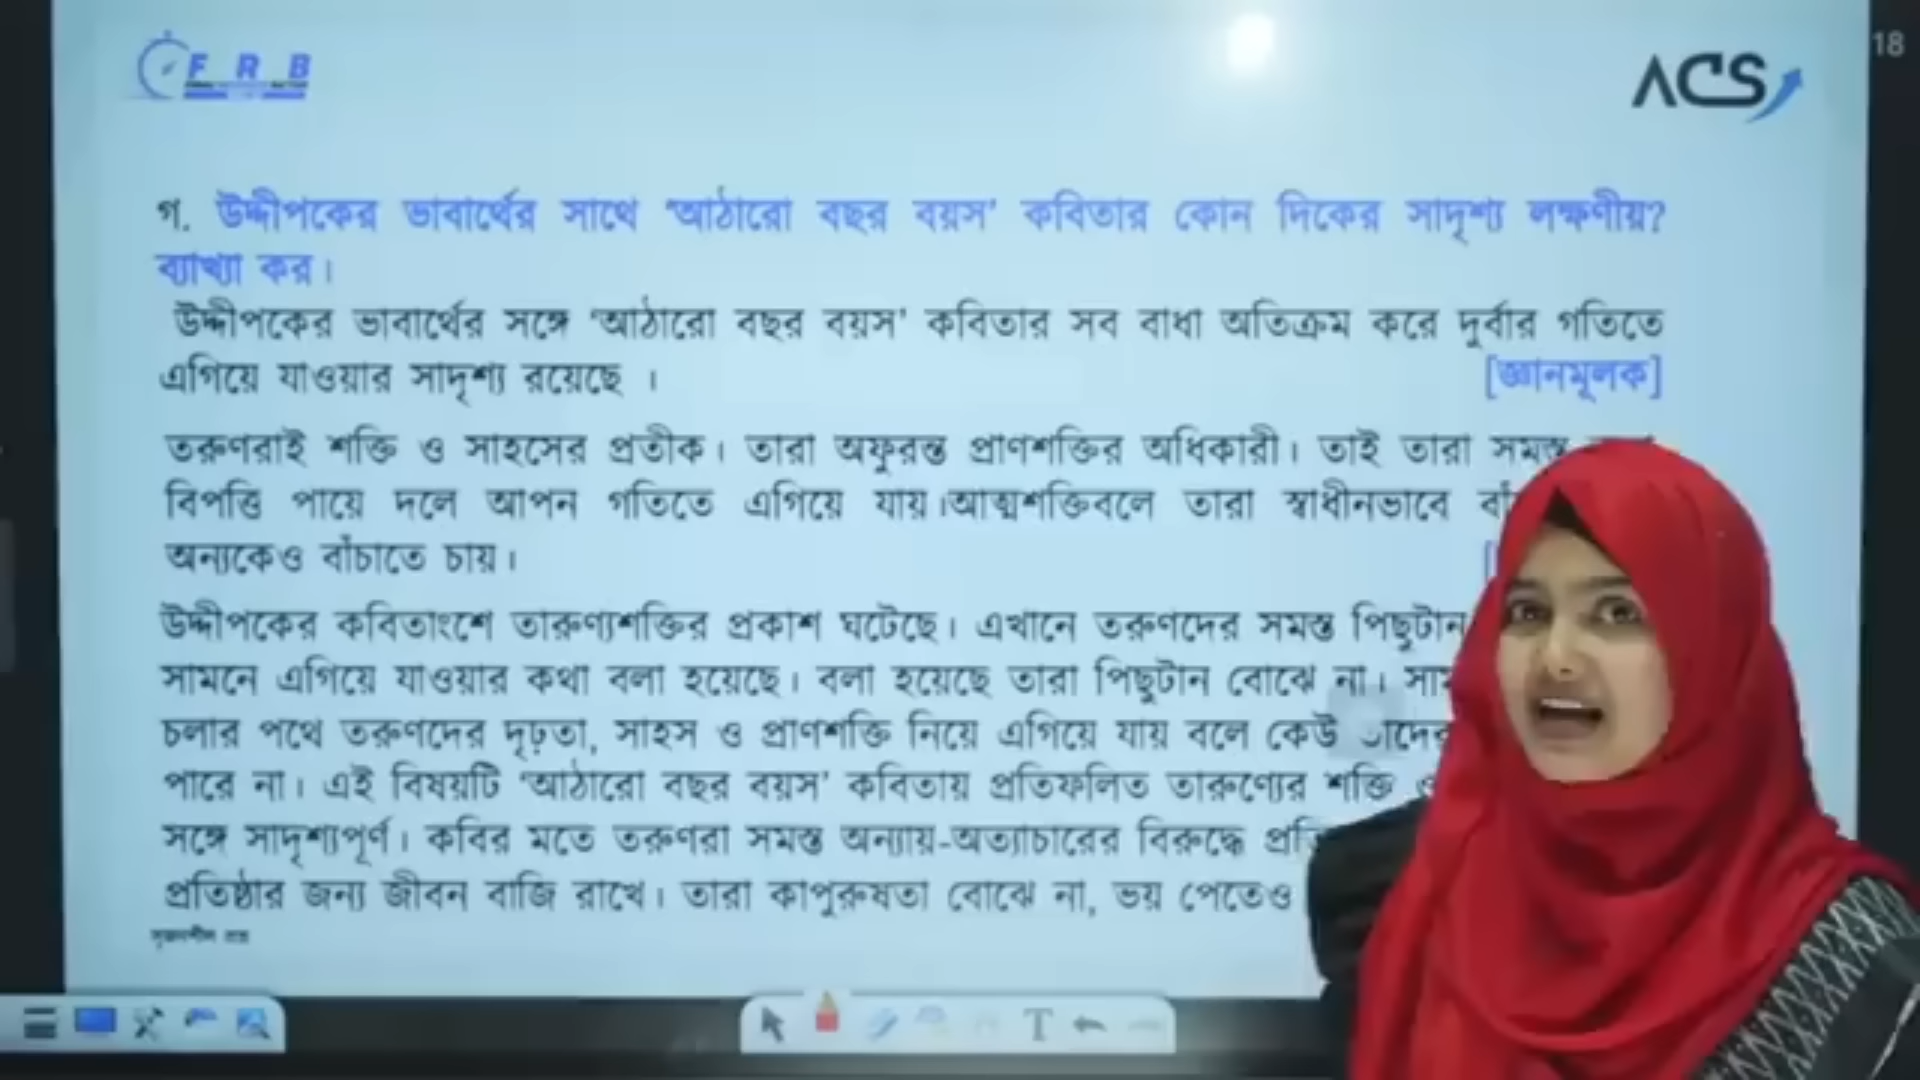 F R B
ACS
18
গ. উদ্দীপকের ভাবার্থের সাথে ‘আঠারো বছর বয়স’ কবিতার কোন দিকের সাদৃশ্য লক্ষণীয়?
ব্যাখ্যা কর।
উদ্দীপকের ভাবার্থের সঙ্গে ‘আঠারো বছর বয়স’ কবিতার সব বাধা অতিক্রম করে দুর্বার গতিতে
এগিয়ে যাওয়ার সাদৃশ্য রয়েছে ।
[জ্ঞানমূলক]
তরুণরাই শক্তি ও সাহসের প্রতীক। তারা অফুরন্ত প্রাণশক্তির অধিকারী। তাই তারা সমস্ত
বিপত্তি পায়ে দলে আপন গতিতে এগিয়ে যায়।আত্মশক্তিবলে তারা স্বাধীনভাবে
অন্যকেও বাঁচাতে চায়।
উদ্দীপকের কবিতাংশে তারুণ্যশক্তির প্রকাশ ঘটেছে। এখানে তরুণদের সমস্ত পিছুটান
সামনে এগিয়ে যাওয়ার কথা বলা হয়েছে। বলা হয়েছে তারা পিছুটান বোঝে না।
চলার পথে তরুণদের দৃঢ়তা, সাহস ও প্রাণশক্তি নিয়ে এগিয়ে যায় বলে কেউ তাদের
পারে না। এই বিষয়টি ‘আঠারো বছর বয়স’ কবিতায় প্রতিফলিত তারুণ্যের শক্তি
সঙ্গে সাদৃশ্যপূর্ণ। কবির মতে তরুণরা সমস্ত অন্যায়-অত্যাচারের বিরুদ্ধে
প্রতিষ্ঠার জন্য জীবন বাজি রাখে। তারা কাপুরুষতা বোঝে না, ভয় পেতেও
সৃজনশীল প্রশ্ন
T